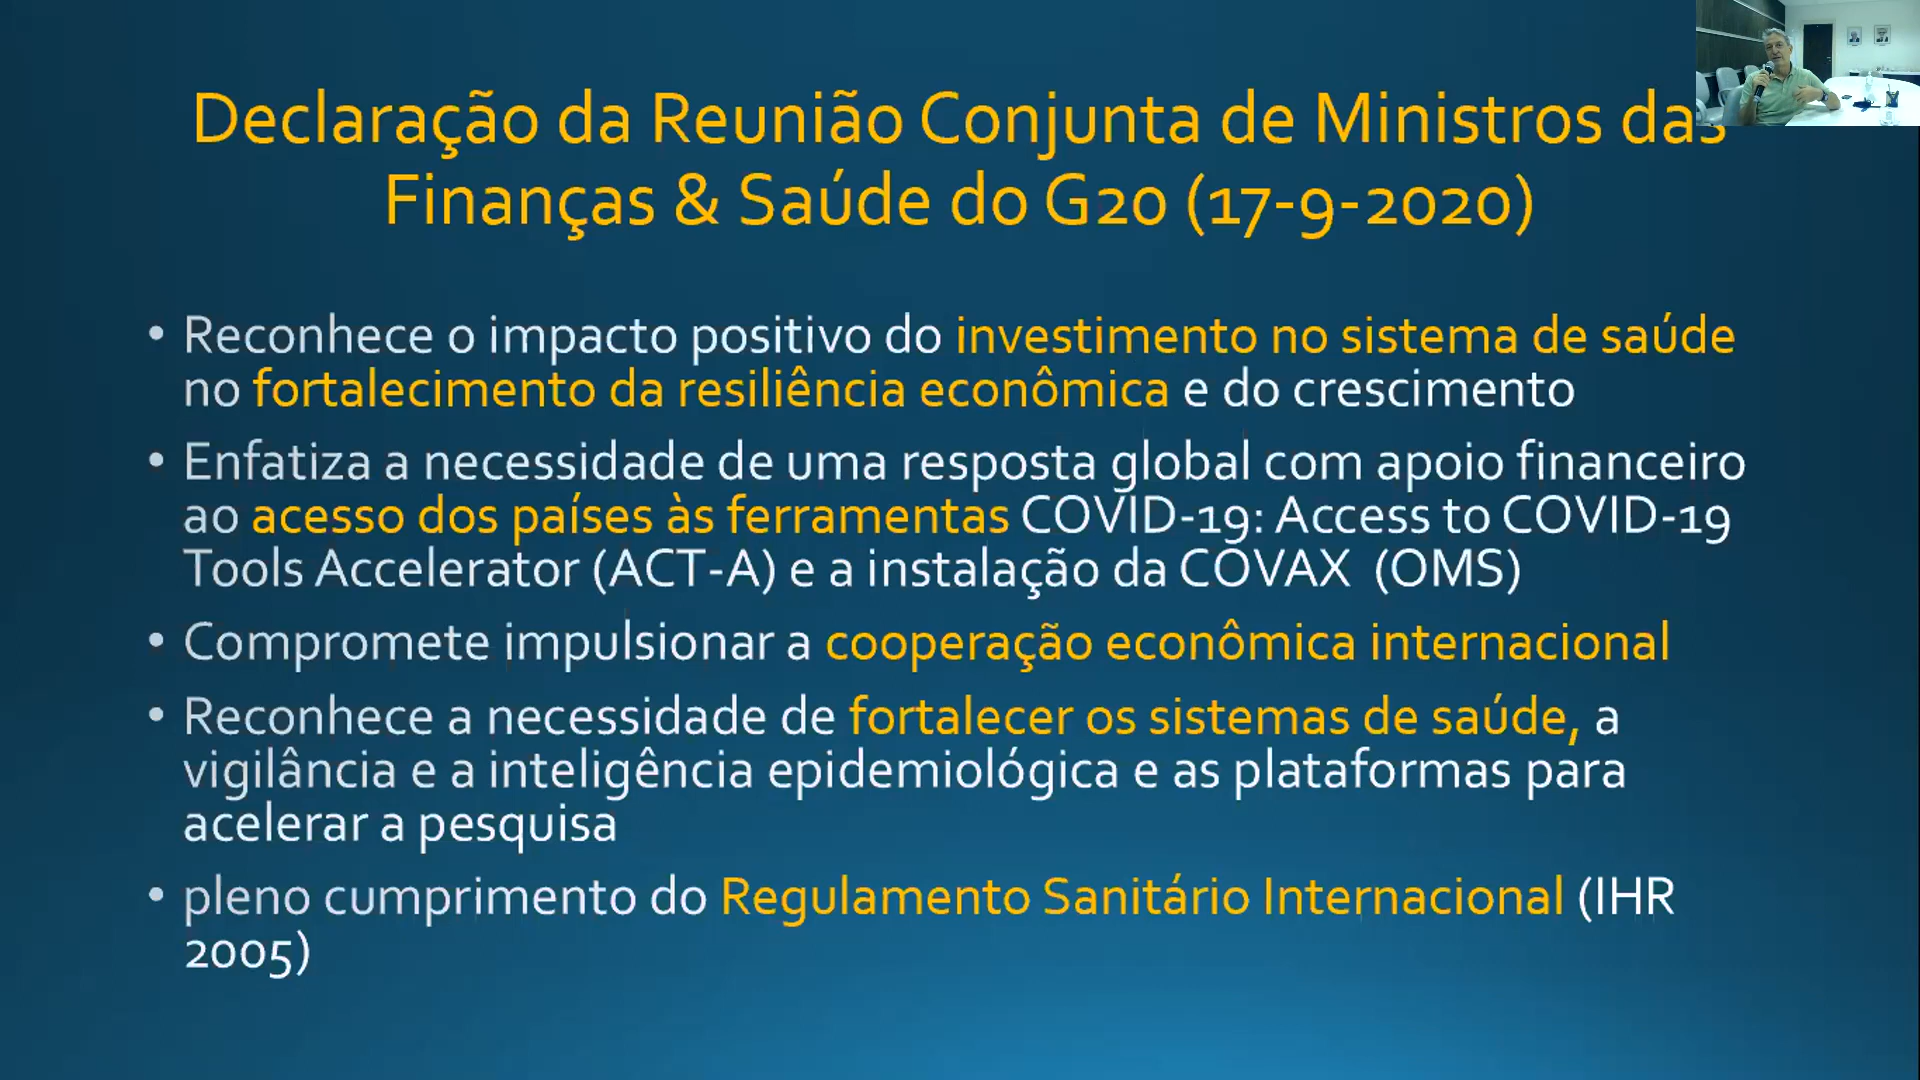 Declaração da Reunião Conjunta de Ministros das
Finanças & Saúde do G20 (17-9-2020)
• Reconhece o impacto positivo do investimento no sistema de saúde
no fortalecimento da resiliência econômica e do crescimento
• Enfatiza a necessidade de uma resposta global com apoio financeiro
ao acesso dos países às ferramentas COVID-19: Access to COVID-19
Tools Accelerator (ACT-A) e a instalação da COVAX (OMS)
• Compromete impulsionar a cooperação econômica internacional
• Reconhece a necessidade de fortalecer os sistemas de saúde, a
vigilância e a inteligência epidemiológica e as plataformas para
acelerar a pesquisa
• pleno cumprimento do Regulamento Sanitário Internacional (IHR
2005)